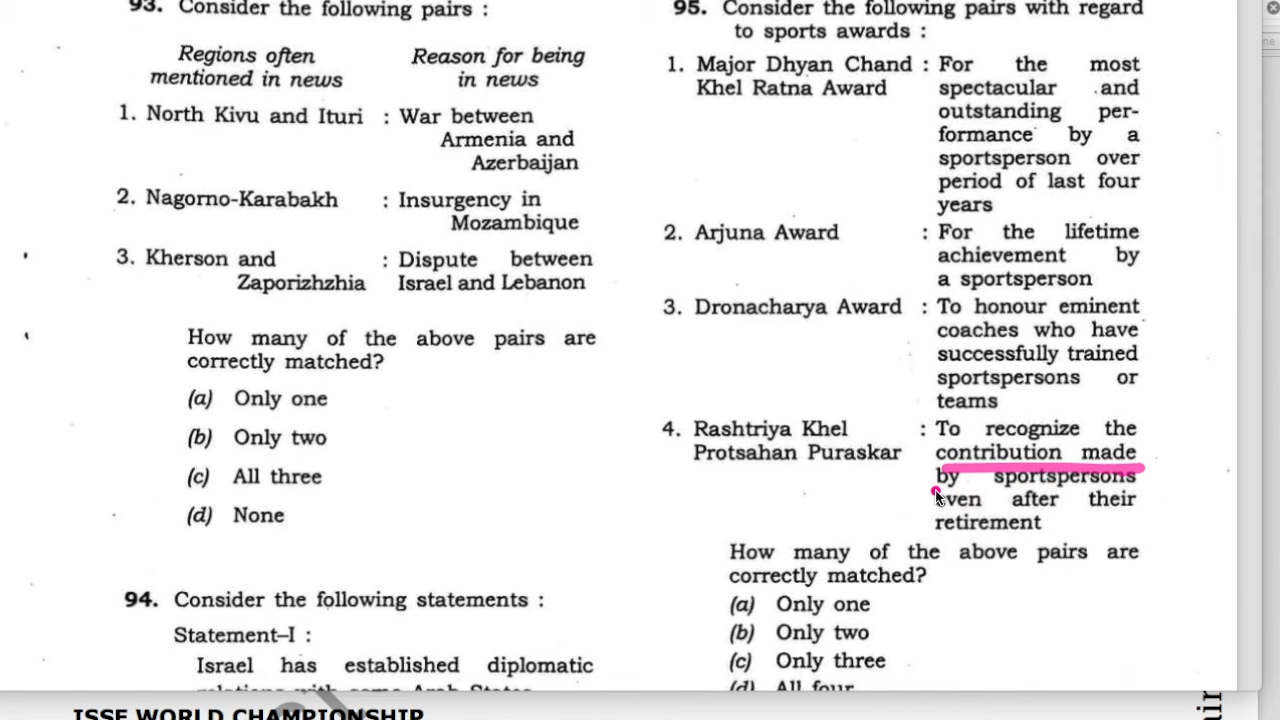 93. Consider the following pairs :
Regions often mentioned in news
Reason for being in news
1. North Kivu and Ituri : War between
Armenia and
Azerbaijan
2. Nagorno-Karabakh : Insurgency in
Mozambique
3. Kherson and : Dispute between
Zaporizhzhia Israel and Lebanon
How many of the above pairs are
correctly matched?
(a) Only one
(b) Only two
(c) All three
(d) None
94. Consider the following statements :
Statement–I :
Israel has established diplomatic
relations with some Arab States.
95. Consider the following pairs with regard
to sports awards :
1. Major Dhyan Chand : For the most
Khel Ratna Award spectacular and
outstanding per-
formance by a
sportsperson over
period of last four
years
2. Arjuna Award : For the lifetime
achievement by
a sportsperson
3. Dronacharya Award : To honour eminent
coaches who have
successfully trained
sportspersons or
teams
4. Rashtriya Khel : To recognize the
Protsahan Puraskar contribution made
by sportspersons
even after their
retirement
How many of the above pairs are
correctly matched?
(a) Only one
(b) Only two
(c) Only three
(d) All four
ISSF WORLD CHAMPIONSHIP